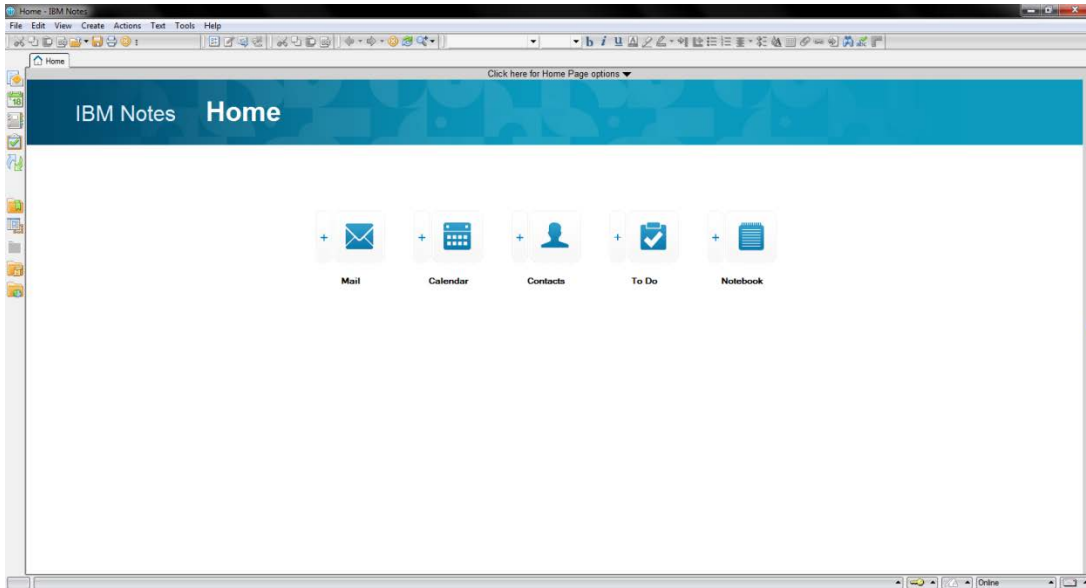 Home - IBM Notes
File Edit View Create Actions Text Tools Help
b i U A
Home
Click here for Home Page options
18
IBM Notes Home
+ + + + +
Mail Calendar Contacts To Do Notebook
Online